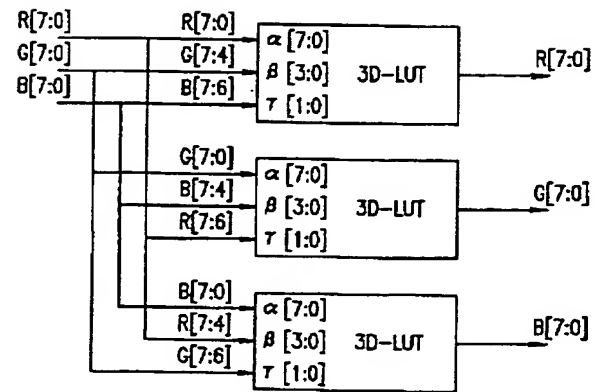 R[7:0] R[7:0] α [7:0]
G[7:0] G[7:4] β [3:0] 3D-LUT R[7:0]
B[7:0] B[7:6] τ [1:0]
G[7:0] α [7:0]
B[7:4] β [3:0] 3D-LUT G[7:0]
R[7:6] τ [1:0]
B[7:0] α [7:0]
R[7:4] β [3:0] 3D-LUT B[7:0]
G[7:6] τ [1:0]